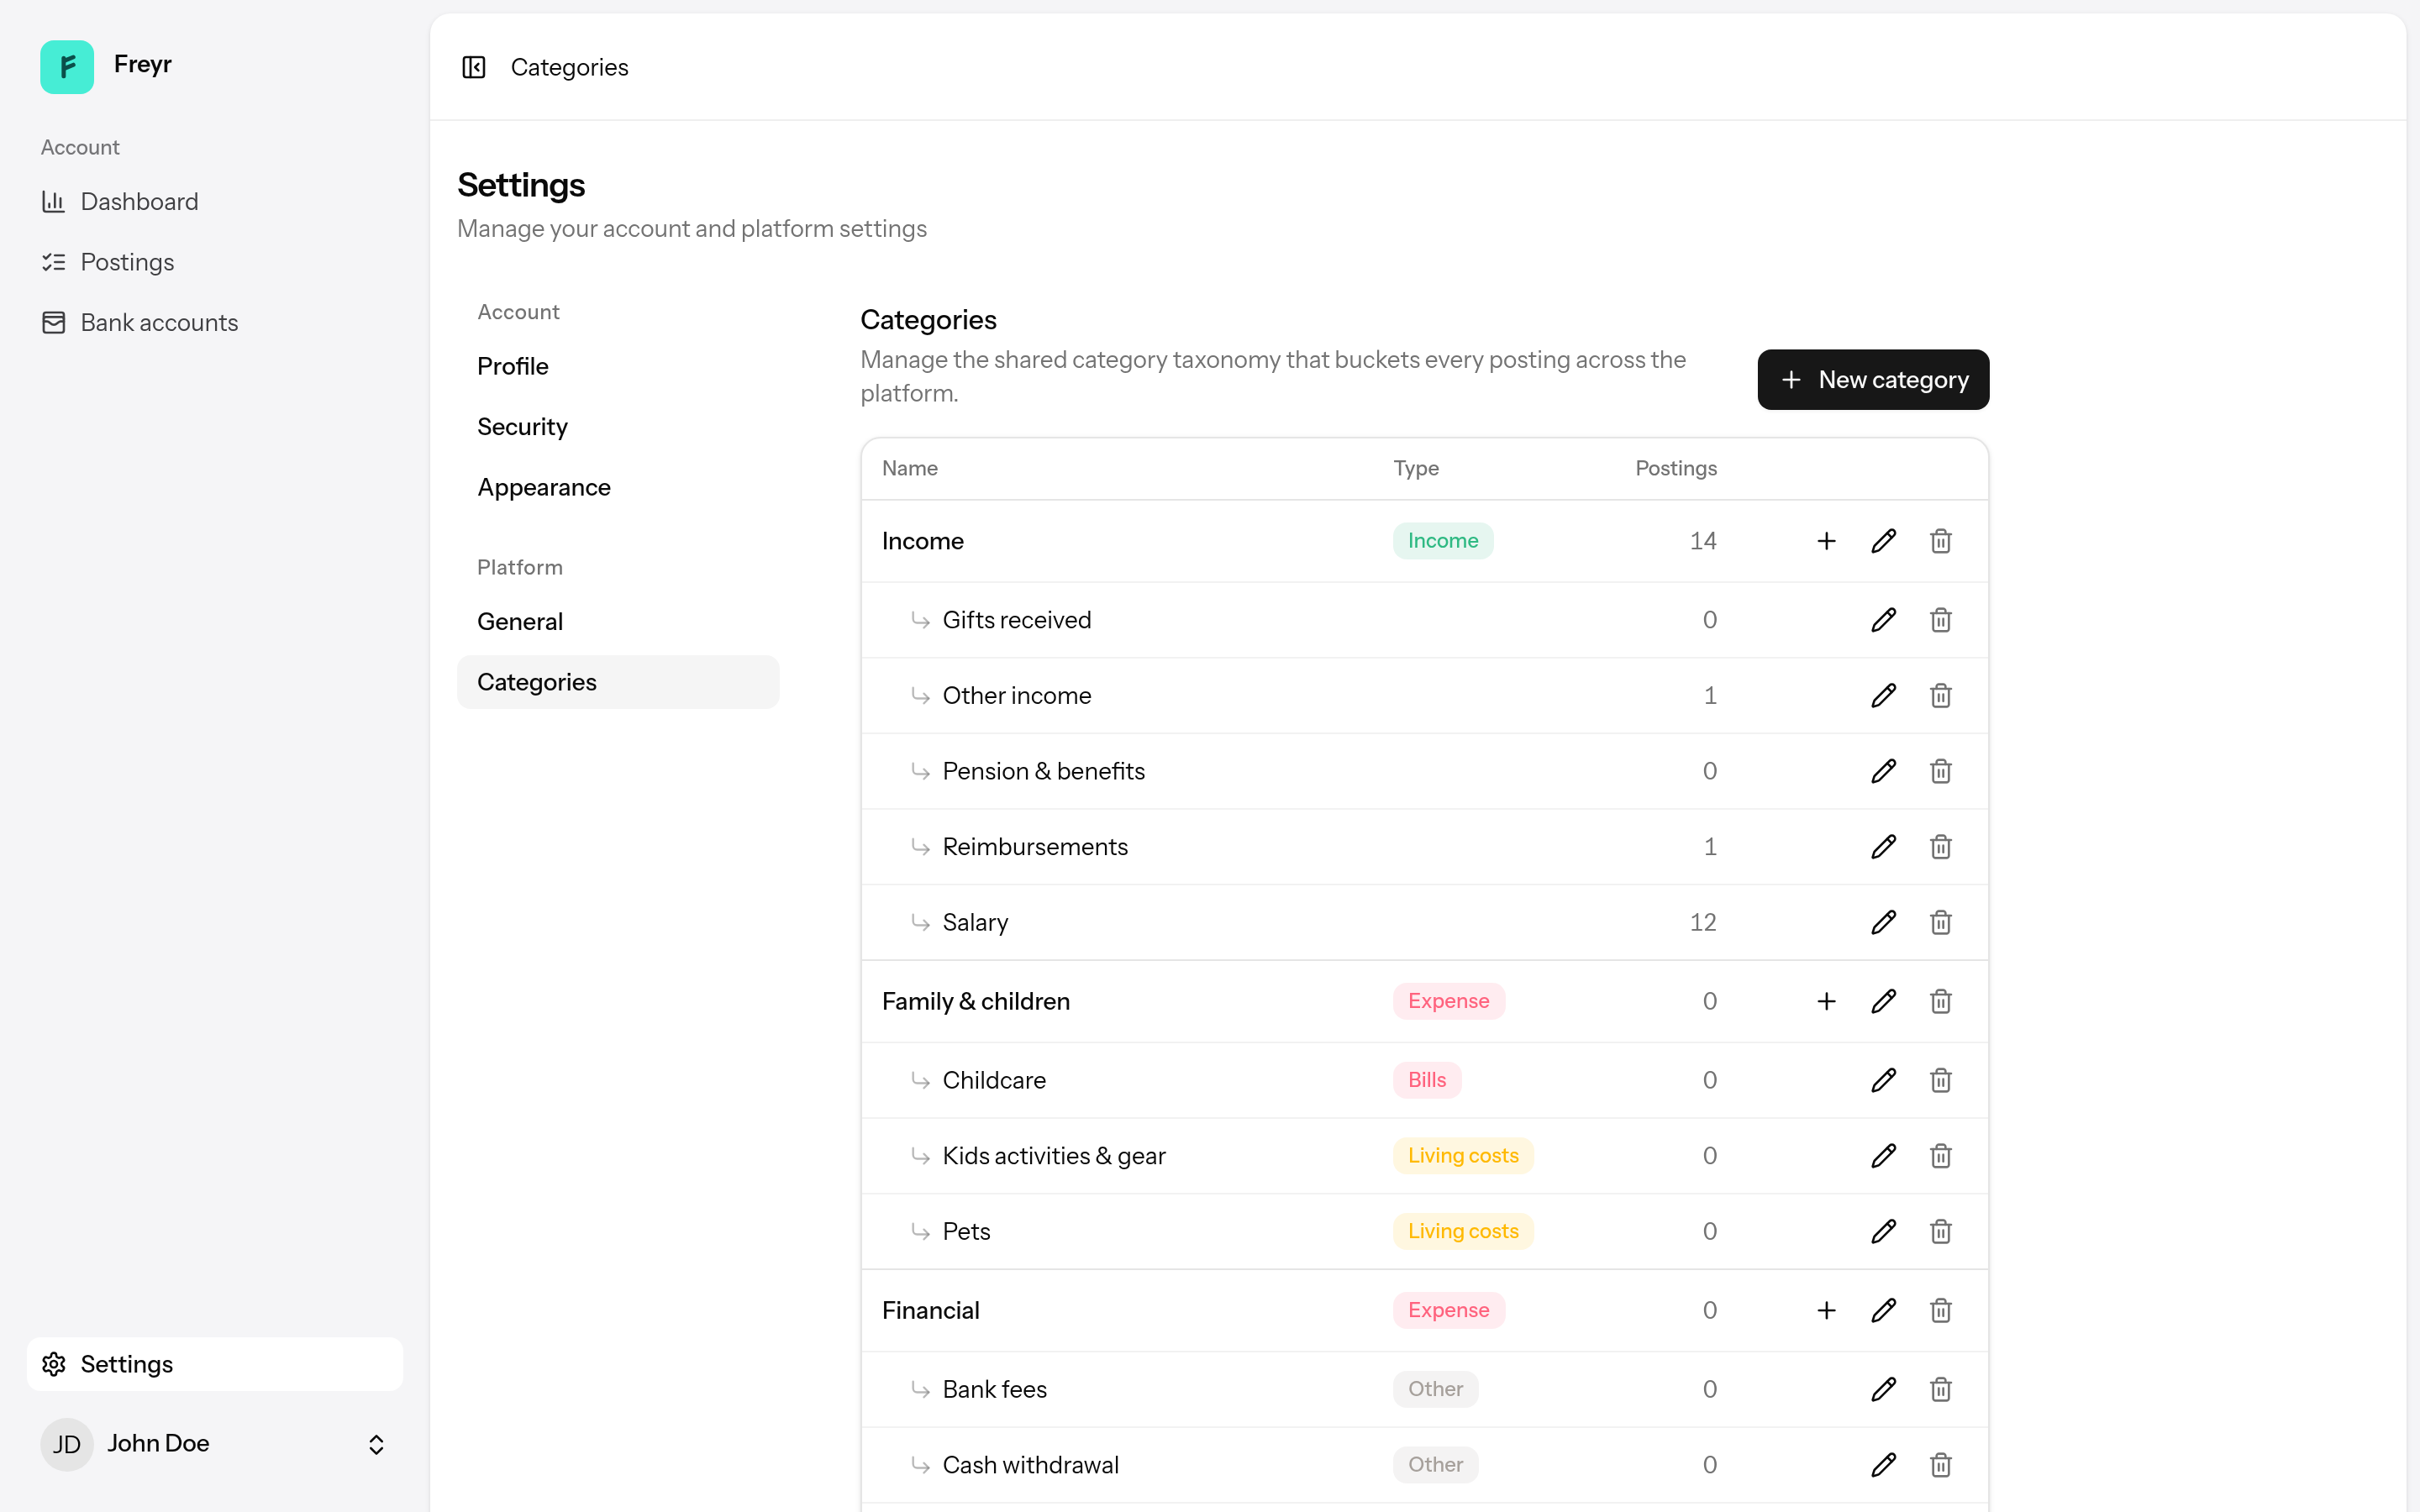 Freyr
Account
Dashboard
Postings
Bank accounts
Settings
JD John Doe
Categories
Settings
Manage your account and platform settings
Account
Profile
Security
Appearance
Platform
General
Categories
Categories
Manage the shared category taxonomy that buckets every posting across the
platform.
New category
Name Type Postings
Income Income 14
Gifts received 0
Other income 1
Pension & benefits 0
Reimbursements 1
Salary 12
Family & children Expense 0
Childcare Bills 0
Kids activities & gear Living costs 0
Pets Living costs 0
Financial Expense 0
Bank fees Other 0
Cash withdrawal Other 0